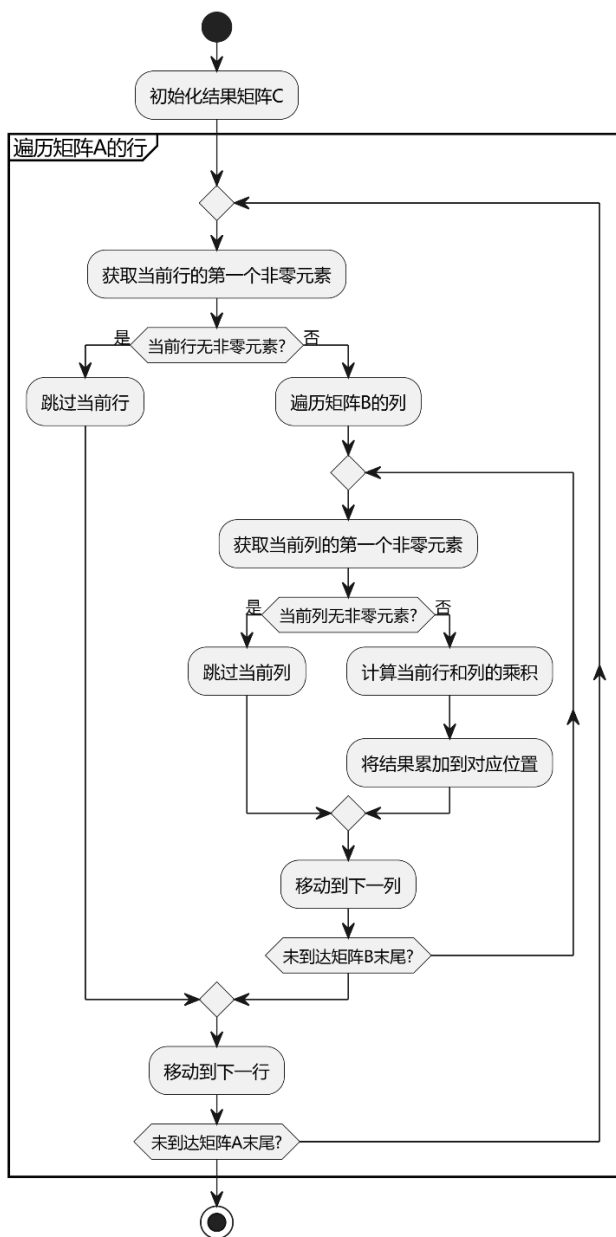 初始化结果矩阵C
遍历矩阵A的行
获取当前行的第一个非零元素
是
当前行无非零元素?
否
跳过当前行
遍历矩阵B的列
获取当前列的第一个非零元素
是
当前列无非零元素?
否
跳过当前列
计算当前行和列的乘积
将结果累加到对应位置
移动到下一列
未到达矩阵B末尾?
移动到下一行
未到达矩阵A末尾?